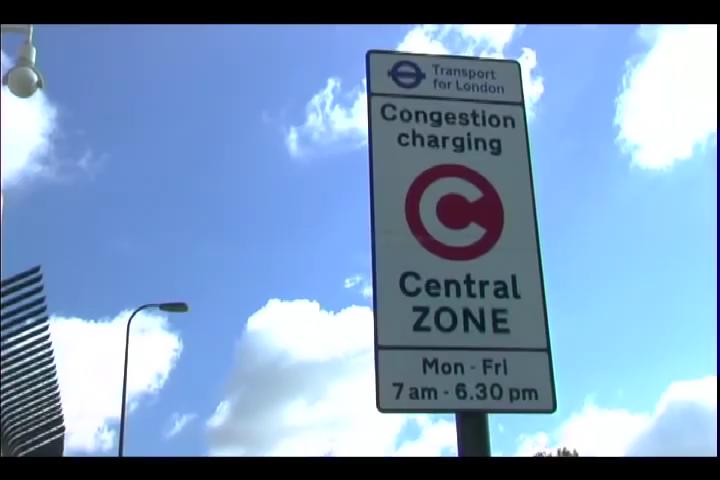 Transport
for London
Congestion
charging
C
Central
ZONE
Mon - Fri
7 am - 6.30 pm